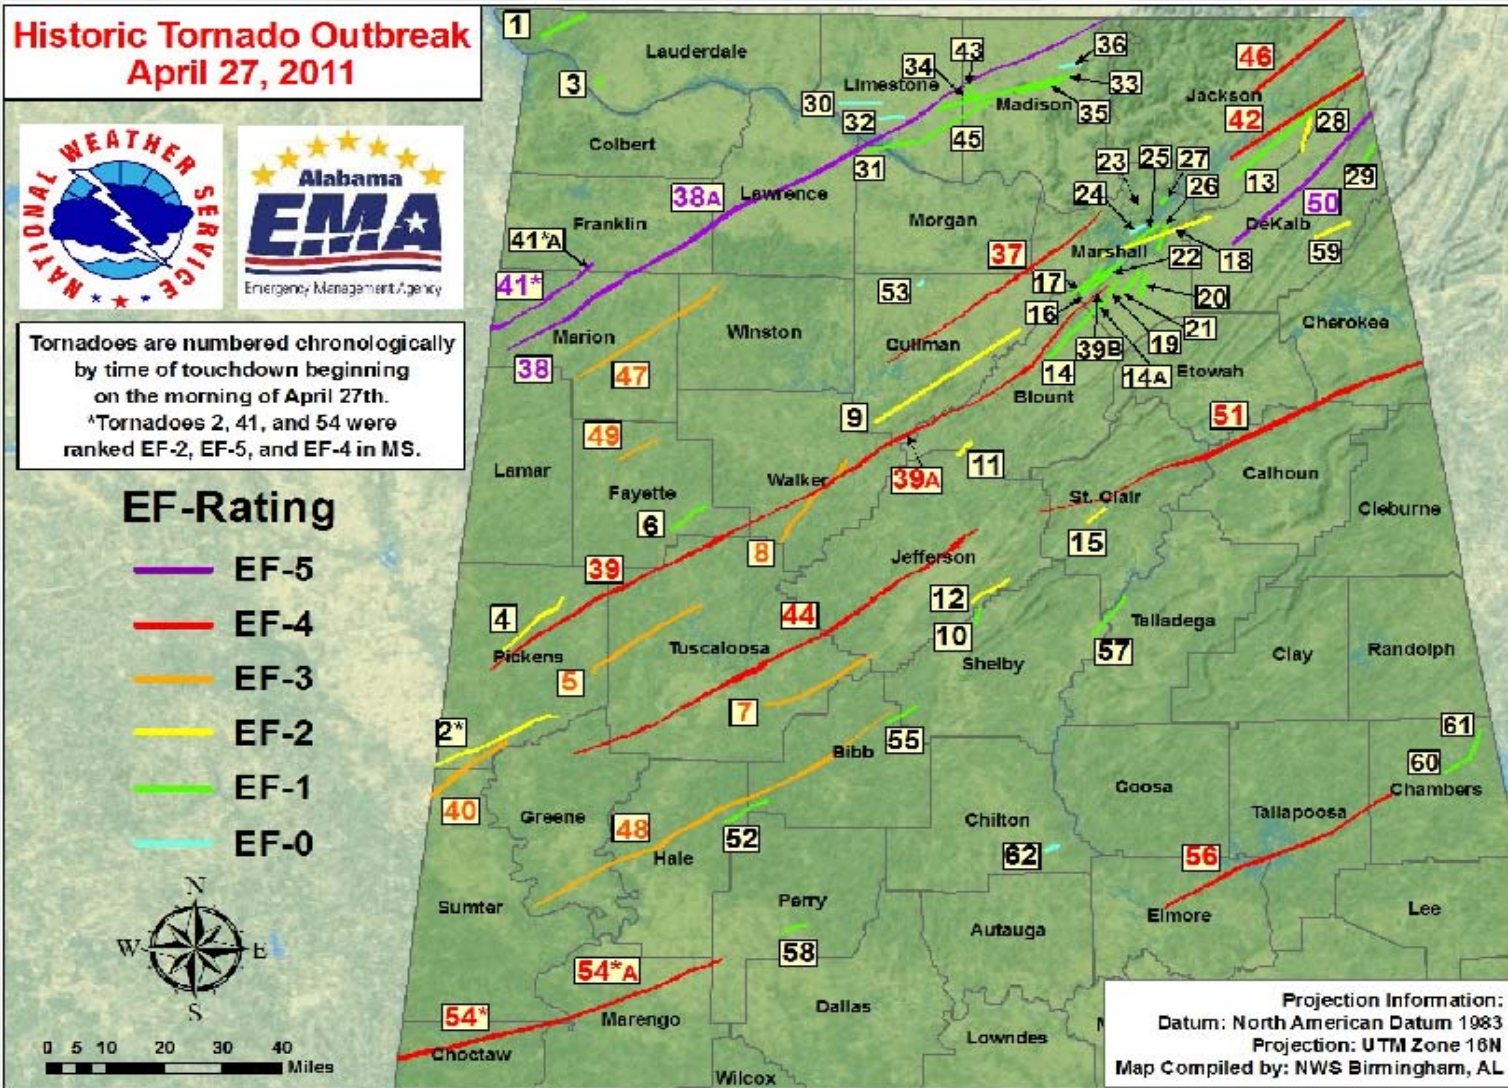 Historic Tornado Outbreak
April 27, 2011
NATIONAL WEATHER SERVICE
Alabama
EMA
Emergency Management Agency
Tornadoes are numbered chronologically
by time of touchdown beginning
on the morning of April 27th.
*Tornadoes 2, 41, and 54 were
ranked EF-2, EF-5, and EF-4 in MS.
EF-Rating
EF-5
EF-4
EF-3
EF-2
EF-1
EF-0
N
W
E
S
0 5 10 20 30 40
Miles
1
Lauderdale
43
36
34
46
3
Limestone
33
30
Madison
Jackson
32
35
42
28
Colbert
45
31
23
25
27
13
29
38A
Lawrence
24
26
50
Franklin
Morgan
DeKalb
41*A
37
Marshall
59
41*
17
22
18
53
16
20
Marion
Winston
Cullman
21
Cherokee
39B
19
38
47
14
14A
Etowah
Blount
9
51
49
11
Lamar
Walker
39A
Calhoun
Fayette
St. Clair
Cleburne
6
8
15
39
Jefferson
4
44
12
10
Talladega
Pickens
Tuscaloosa
57
Shelby
Clay
Randolph
5
7
2*
61
55
Bibb
60
40
Goosa
Chambers
Greene
48
52
Chilton
Tallapoosa
Hale
62
56
Sumter
Perry
Elmore
Lee
Autauga
58
54*A
54*
Marengo
Dallas
Lowndes
Choctaw
Wilcox
Projection Information:
Datum: North American Datum 1983
Projection: UTM Zone 16N
Map Compiled by: NWS Birmingham, AL